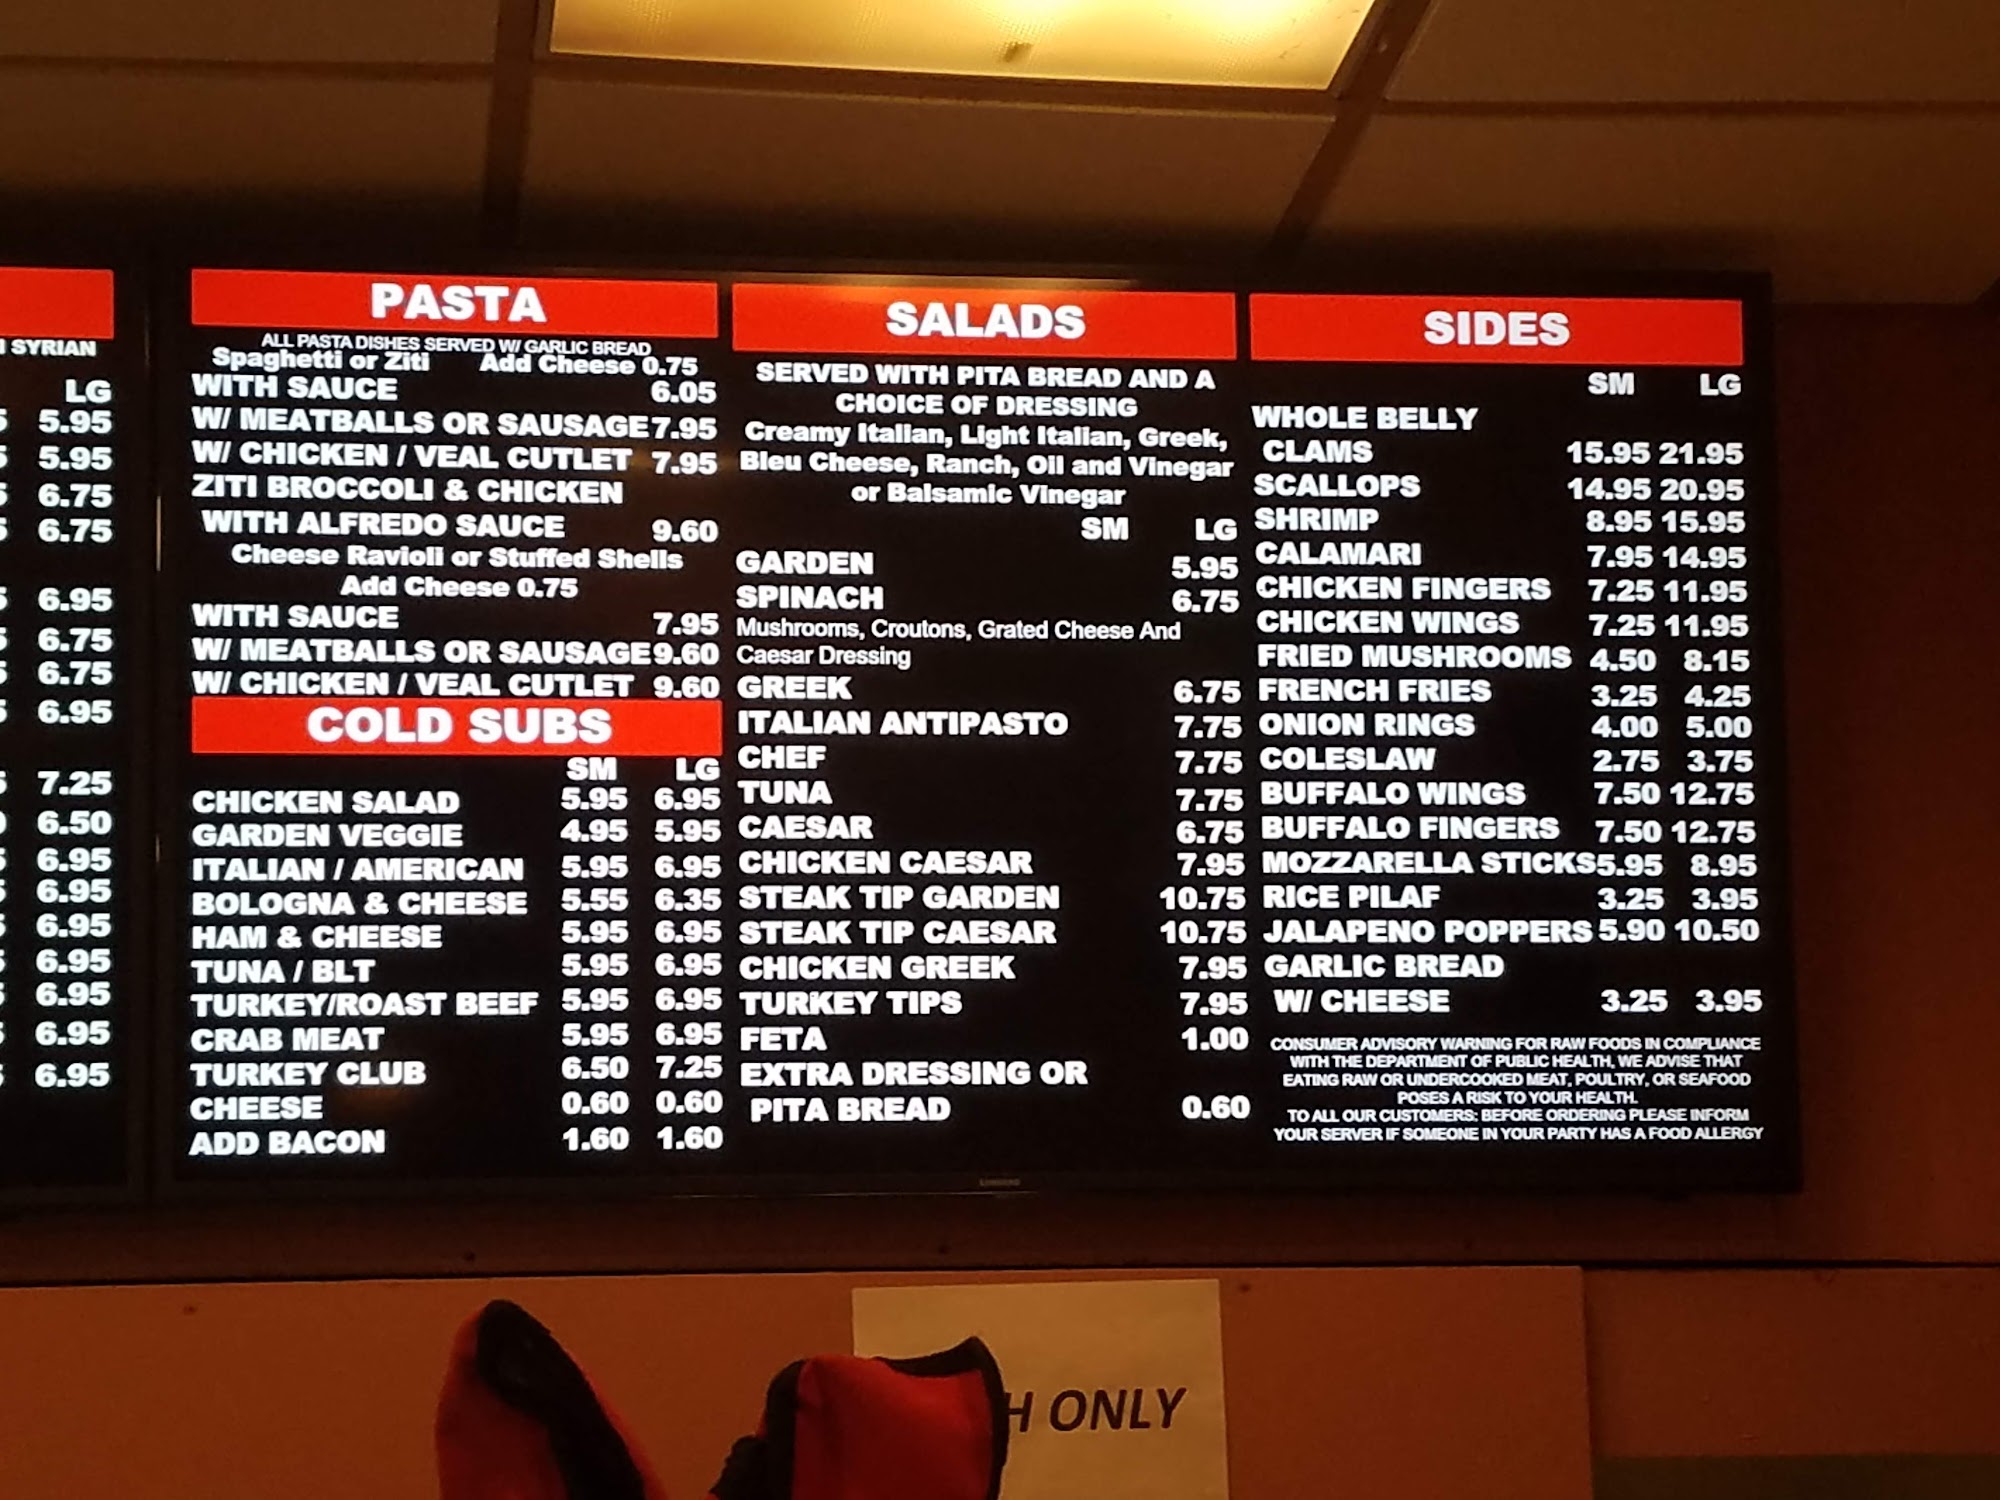 SYRIAN
LG
5.95
5.95
6.75
6.75
6.95
6.75
6.75
6.95
7.25
6.50
6.95
6.95
6.95
6.95
6.95
6.95
6.95
PASTA
ALL PASTA DISHES SERVED W/ GARLIC BREAD
Spaghetti or Ziti Add Cheese 0.75
WITH SAUCE 6.05
W/ MEATBALLS OR SAUSAGE 7.95
W/ CHICKEN / VEAL CUTLET 7.95
ZITI BROCCOLI & CHICKEN
WITH ALFREDO SAUCE 9.60
Cheese Ravioli or Stuffed Shells
Add Cheese 0.75
WITH SAUCE 7.95
W/ MEATBALLS OR SAUSAGE 9.60
W/ CHICKEN / VEAL CUTLET 9.60
COLD SUBS
SM LG
CHICKEN SALAD 5.95 6.95
GARDEN VEGGIE 4.95 5.95
ITALIAN / AMERICAN 5.95 6.95
BOLOGNA & CHEESE 5.55 6.35
HAM & CHEESE 5.95 6.95
TUNA / BLT 5.95 6.95
TURKEY/ROAST BEEF 5.95 6.95
CRAB MEAT 5.95 6.95
TURKEY CLUB 6.50 7.25
CHEESE 0.60 0.60
ADD BACON 1.60 1.60
SALADS
SERVED WITH PITA BREAD AND A
CHOICE OF DRESSING
Creamy Italian, Light Italian, Greek,
Bleu Cheese, Ranch, Oil and Vinegar
or Balsamic Vinegar
SM LG
GARDEN 5.95
SPINACH 6.75
Mushrooms, Croutons, Grated Cheese And
Caesar Dressing
GREEK 6.75
ITALIAN ANTIPASTO 7.75
CHEF 7.75
TUNA 7.75
CAESAR 6.75
CHICKEN CAESAR 7.95
STEAK TIP GARDEN 10.75
STEAK TIP CAESAR 10.75
CHICKEN GREEK 7.95
TURKEY TIPS 7.95
FETA 1.00
EXTRA DRESSING OR
PITA BREAD 0.60
SIDES
SM LG
WHOLE BELLY
CLAMS 15.95 21.95
SCALLOPS 14.95 20.95
SHRIMP 8.95 15.95
CALAMARI 7.95 14.95
CHICKEN FINGERS 7.25 11.95
CHICKEN WINGS 7.25 11.95
FRIED MUSHROOMS 4.50 8.15
FRENCH FRIES 3.25 4.25
ONION RINGS 4.00 5.00
COLESLAW 2.75 3.75
BUFFALO WINGS 7.50 12.75
BUFFALO FINGERS 7.50 12.75
MOZZARELLA STICKS 5.95 8.95
RICE PILAF 3.25 3.95
JALAPENO POPPERS 5.90 10.50
GARLIC BREAD
W/ CHEESE 3.25 3.95
CONSUMER ADVISORY WARNING FOR RAW FOODS IN COMPLIANCE
WITH THE DEPARTMENT OF PUBLIC HEALTH, WE ADVISE THAT
EATING RAW OR UNDERCOOKED MEAT, POULTRY, OR SEAFOOD
POSES A RISK TO YOUR HEALTH.
TO ALL OUR CUSTOMERS: BEFORE ORDERING PLEASE INFORM
YOUR SERVER IF SOMEONE IN YOUR PARTY HAS A FOOD ALLERGY
SAMSUNG
H ONLY